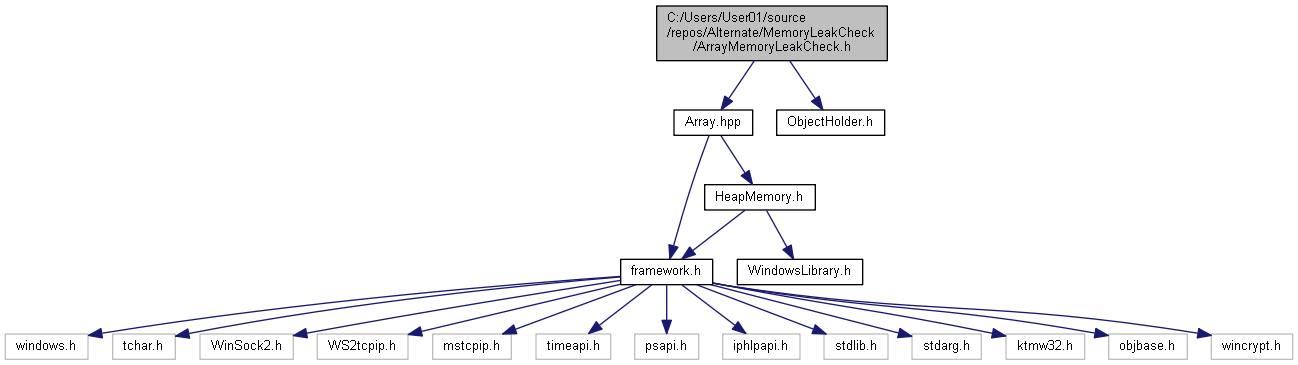 C:/Users/User01/source
/repos/Alternate/MemoryLeakCheck
/ArrayMemoryLeakCheck.h
Array.hpp
ObjectHolder.h
HeapMemory.h
framework.h
WindowsLibrary.h
windows.h
tchar.h
WinSock2.h
WS2tcpip.h
mstcpip.h
timeapi.h
psapi.h
iphlpapi.h
stdlib.h
stdarg.h
ktmw32.h
objbase.h
wincrypt.h